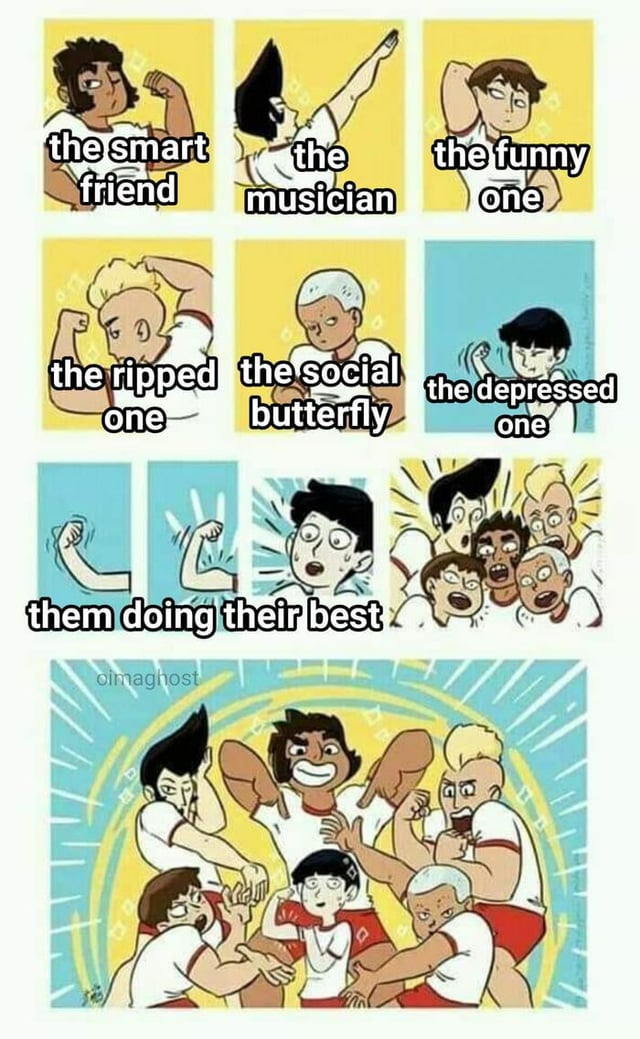 the smart
friend
the
musician
the funny
one
the ripped
one
the social
butterfly
the depressed
one
them doing their best
oimaghost